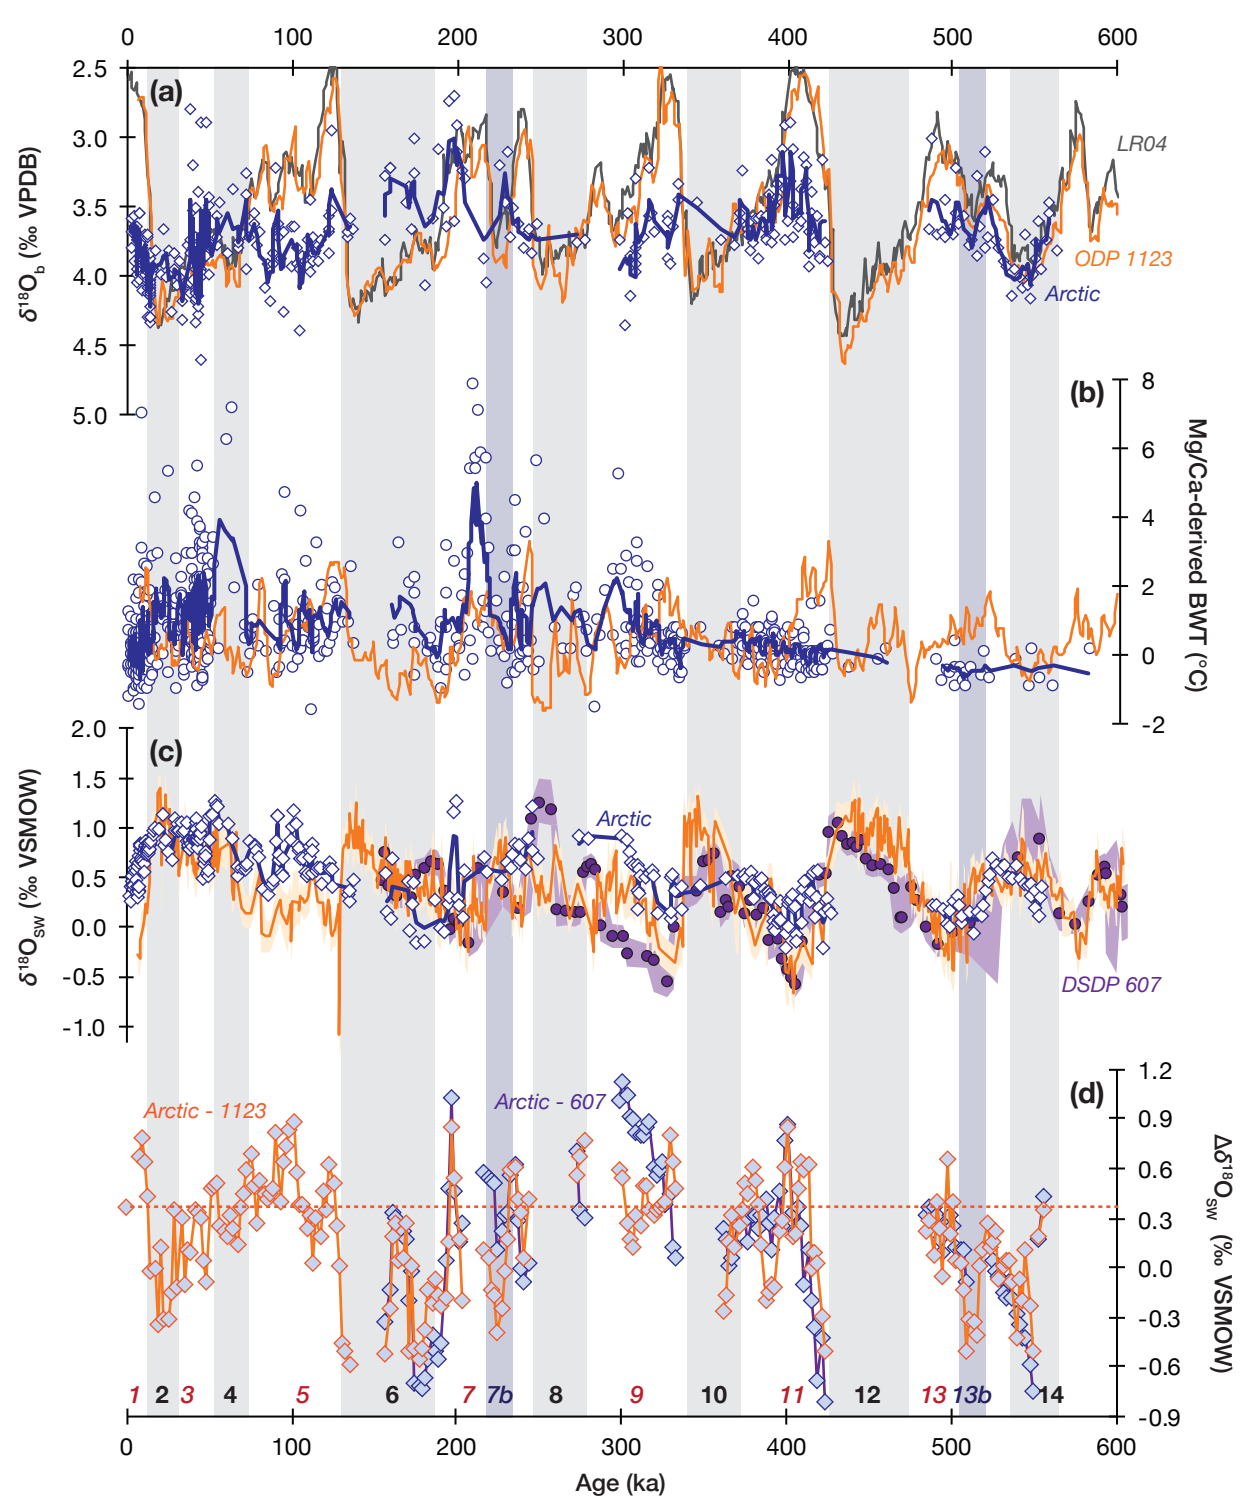 0 100 200 300 400 500 600
2.5
(a)
3.0
LR04
3.5
ODP 1123
4.0
Arctic
4.5
5.0
δ¹⁸Ob (‰ VPDB)
8
(b)
6
4
2
0
-2
Mg/Ca-derived BWT (°C)
2.0
(c)
1.5
Arctic
1.0
0.5
0.0
-0.5
DSDP 607
-1.0
δ¹⁸OSW (‰ VSMOW)
1.2
Arctic - 1123
Arctic - 607
(d)
0.9
0.6
0.3
0.0
-0.3
-0.6
-0.9
Δδ¹⁸OSW (‰ VSMOW)
1 2 3 4 5 6 7 7b 8 9 10 11 12 13 13b 14
0 100 200 300 400 500 600
Age (ka)